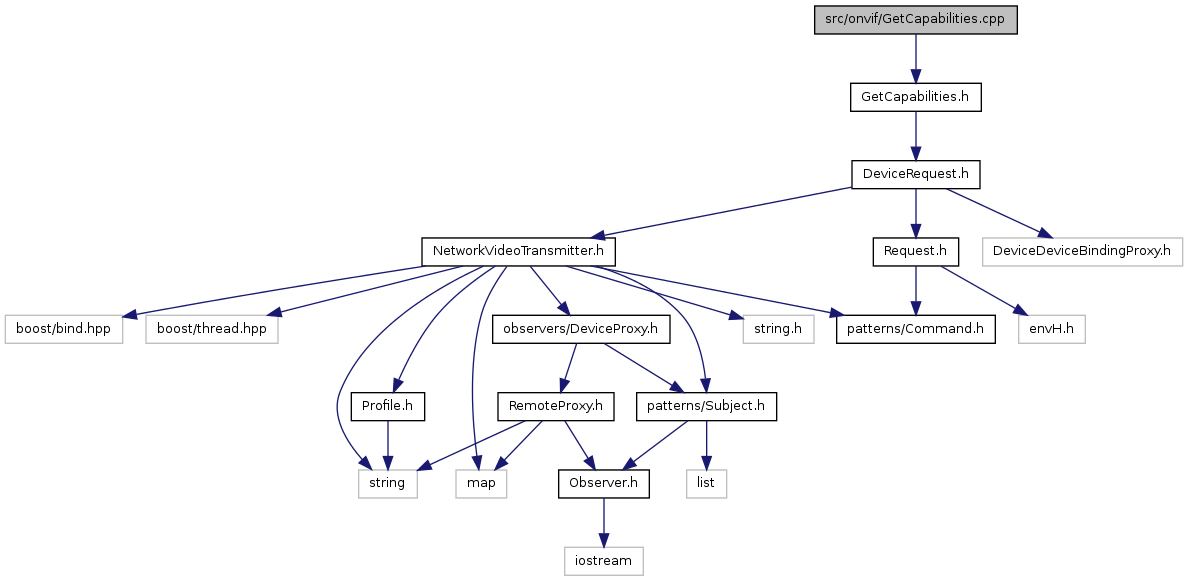 src/onvif/GetCapabilities.cpp
GetCapabilities.h
DeviceRequest.h
NetworkVideoTransmitter.h
Request.h
DeviceDeviceBindingProxy.h
boost/bind.hpp
boost/thread.hpp
observers/DeviceProxy.h
string.h
patterns/Command.h
envH.h
Profile.h
RemoteProxy.h
patterns/Subject.h
string
map
Observer.h
list
iostream